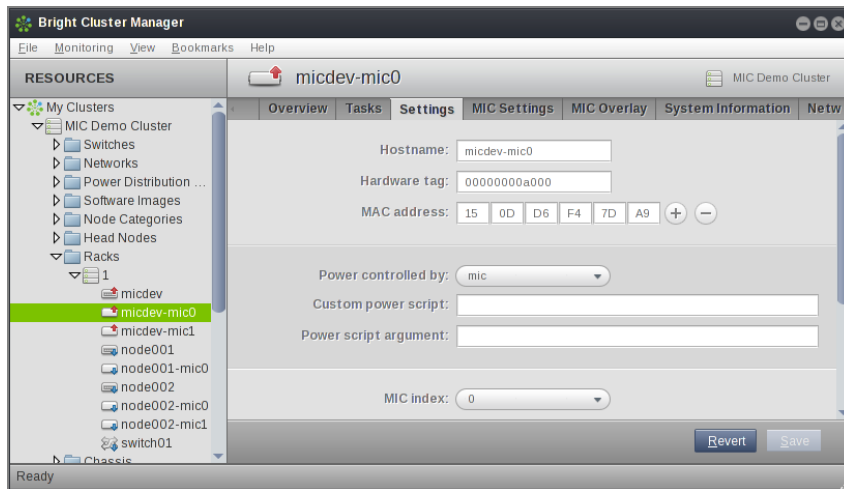 Bright Cluster Manager
File Monitoring View Bookmarks Help
RESOURCES
micdev-mic0
MIC Demo Cluster
My Clusters
MIC Demo Cluster
Switches
Networks
Power Distribution ...
Software Images
Node Categories
Head Nodes
Racks
1
micdev
micdev-mic0
micdev-mic1
node001
node001-mic0
node002
node002-mic0
node002-mic1
switch01
Chassis
Overview Tasks Settings MIC Settings MIC Overlay System Information Netw
Hostname: micdev-mic0
Hardware tag: 00000000a000
MAC address: 15 0D D6 F4 7D A9
Power controlled by: mic
Custom power script:
Power script argument:
MIC index: 0
Revert Save
Ready